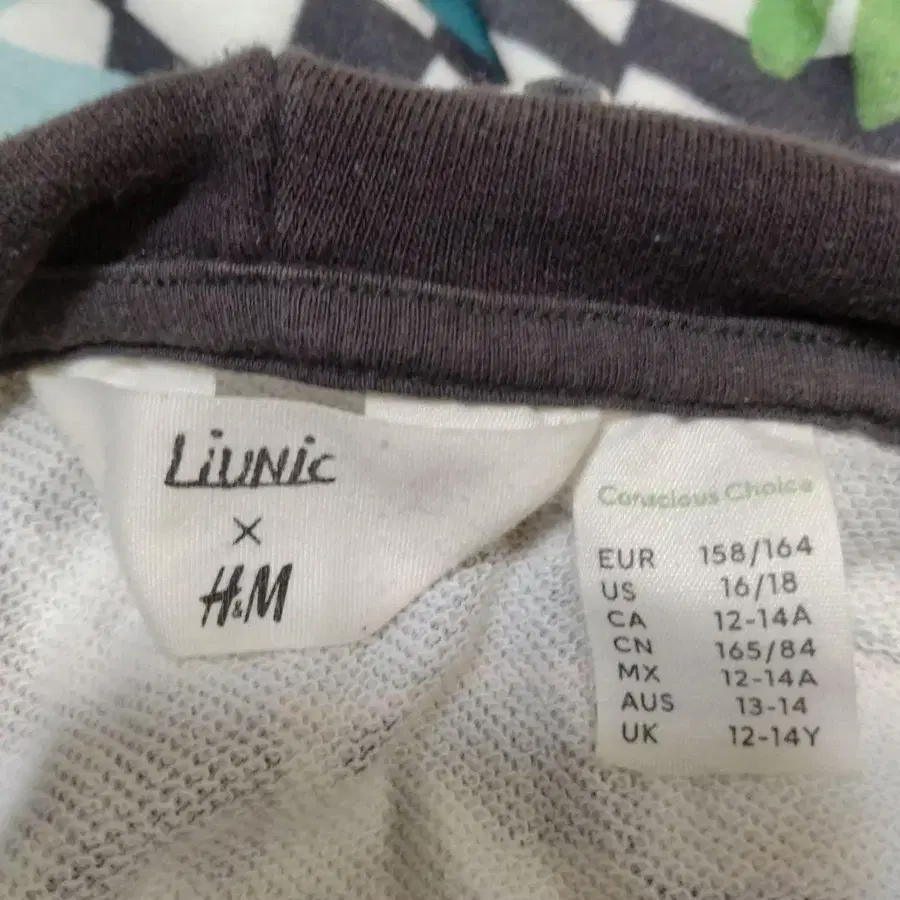 LiUNiC
X
H&M
Conscious Choice
EUR 158/164
US 16/18
CA 12-14A
CN 165/84
MX 12-14A
AUS 13-14
UK 12-14Y